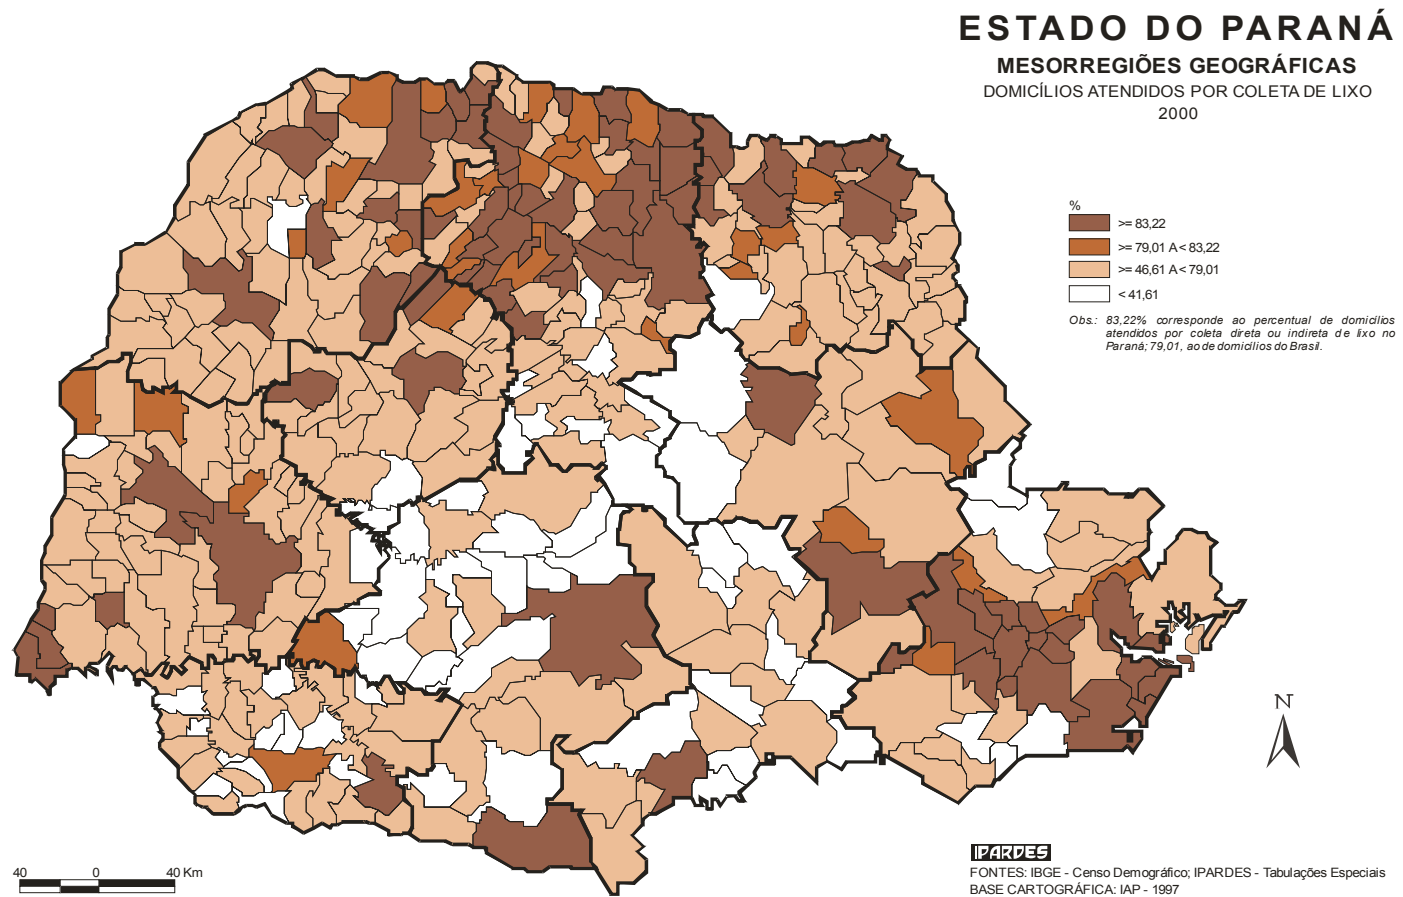 ESTADO DO PARANÁ
MESORREGIÕES GEOGRÁFICAS
DOMICÍLIOS ATENDIDOS POR COLETA DE LIXO
2000
%
>= 83,22
>= 79,01 A < 83,22
>= 46,61 A < 79,01
< 41,61
Obs.: 83,22% corresponde ao percentual de domicílios
atendidos por coleta direta ou indireta de lixo no
Paraná; 79,01, ao de domicílios do Brasil.
N
40 0 40 Km
IPARDES
FONTES: IBGE - Censo Demográfico; IPARDES - Tabulações Especiais
BASE CARTOGRÁFICA: IAP - 1997